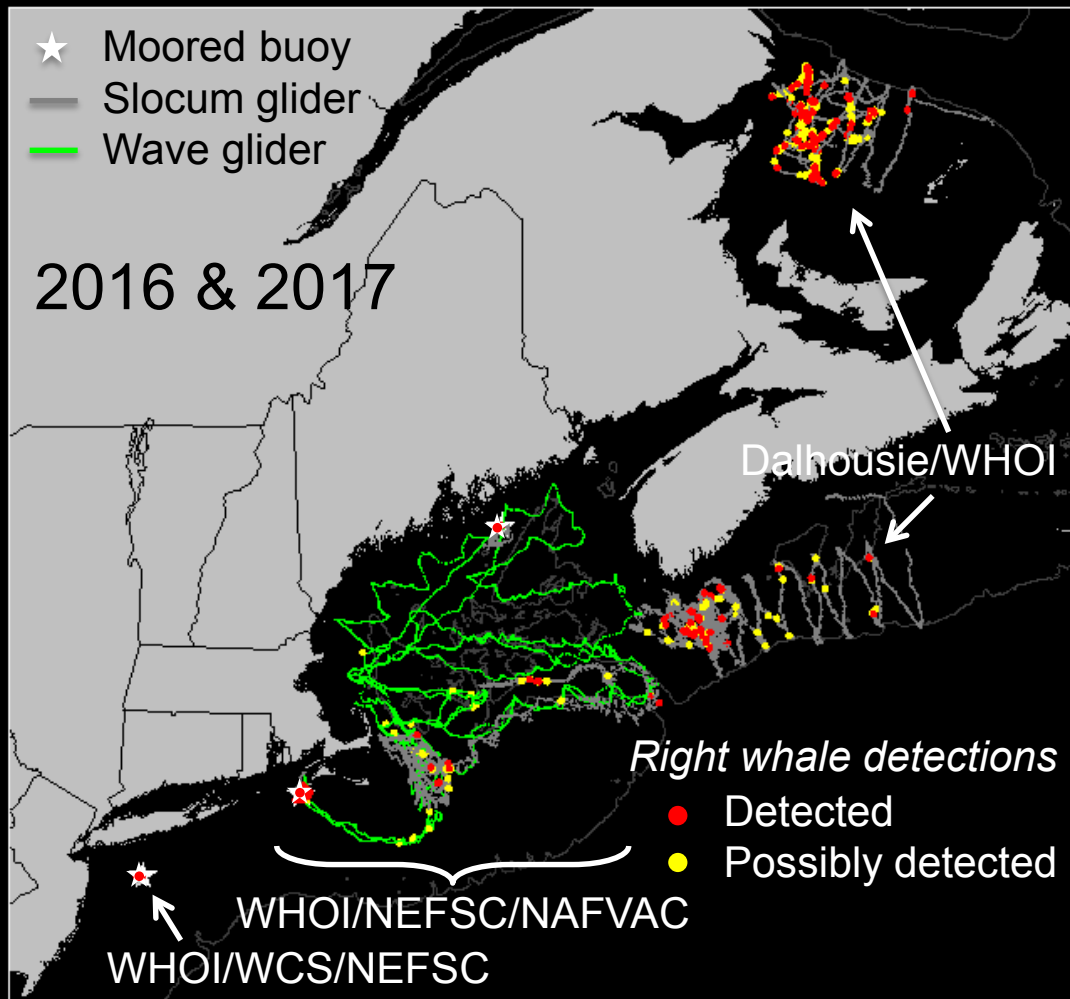 Moored buoy
Slocum glider
Wave glider
2016 & 2017
Dalhousie/WHOI
Right whale detections
Detected
Possibly detected
WHOI/NEFSC/NAFVAC
WHOI/WCS/NEFSC